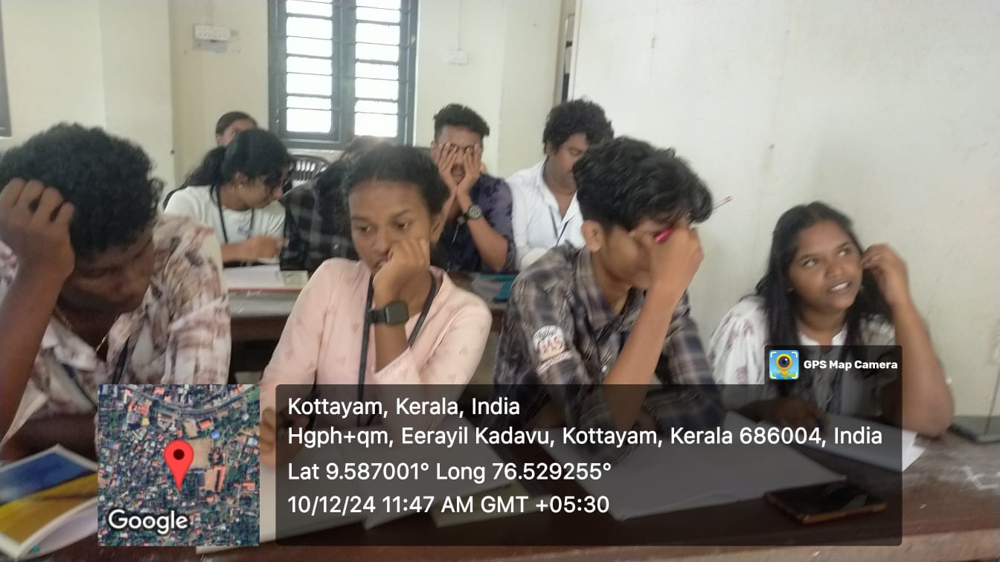 GPS Map Camera
Kottayam, Kerala, India
Hgph+qm, Eerayil Kadavu, Kottayam, Kerala 686004, India
Lat 9.587001° Long 76.529255°
10/12/24 11:47 AM GMT +05:30
Google